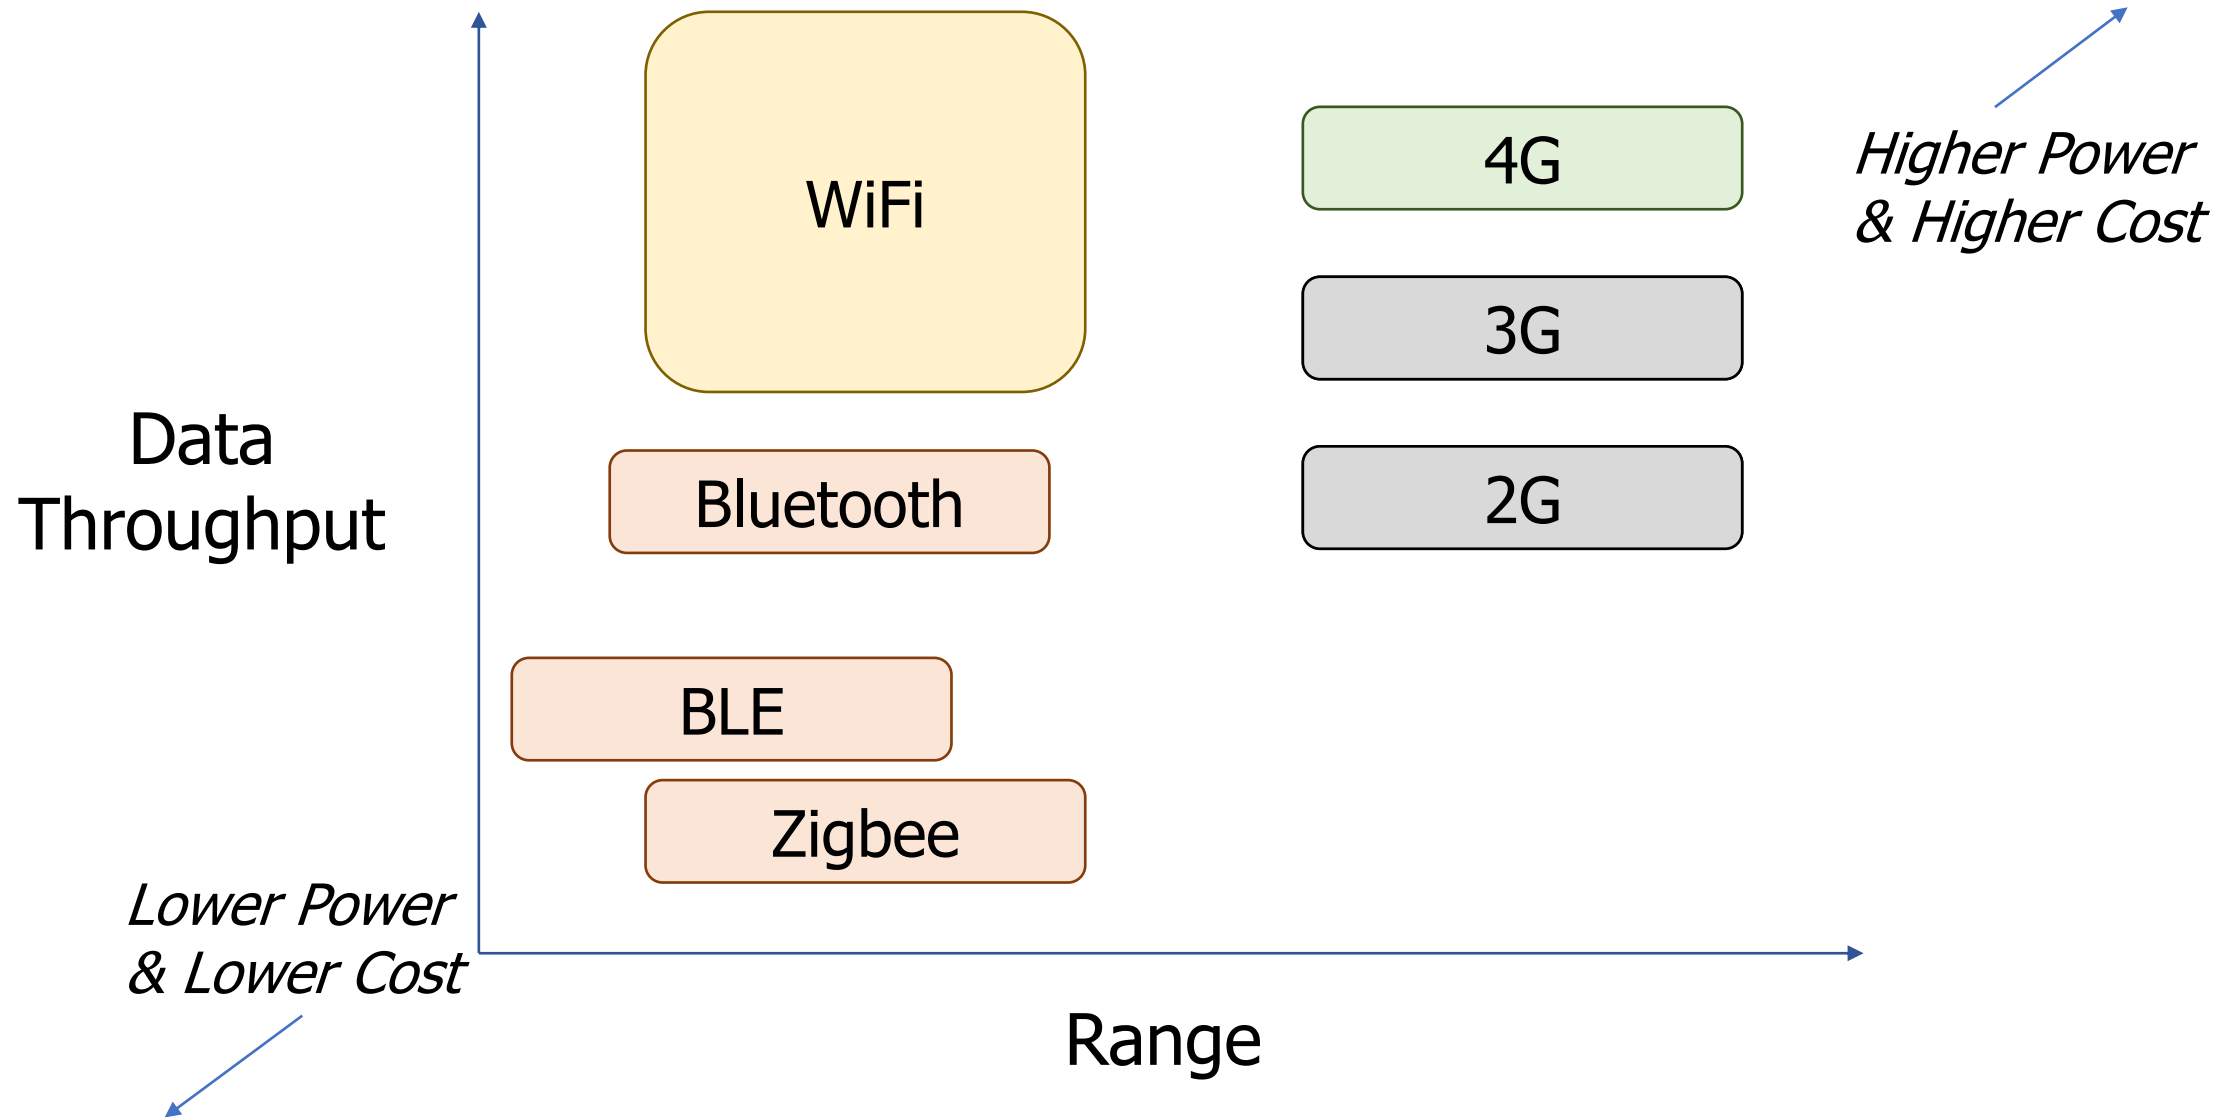 WiFi
4G
Higher Power
& Higher Cost
3G
Data
Throughput
Bluetooth
2G
BLE
Zigbee
Lower Power
& Lower Cost
Range